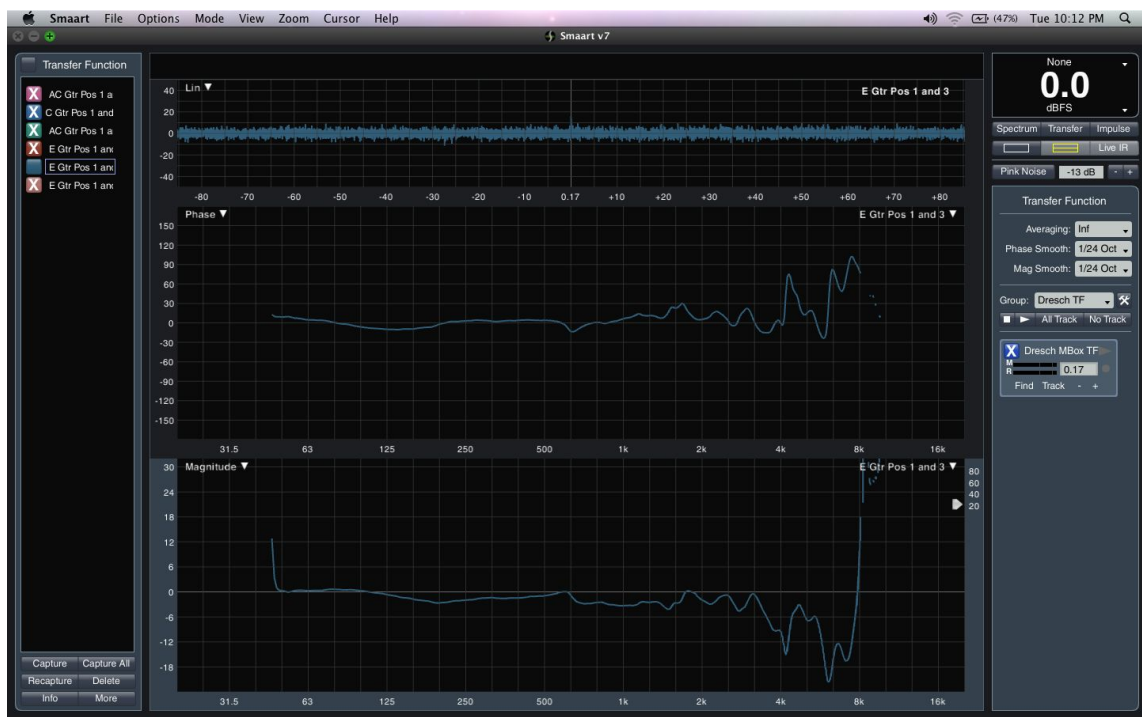 Smaart File Options Mode View Zoom Cursor Help (47%) Tue 10:12 PM
Smaart v7
Transfer Function
AC Gtr Pos 1 a
C Gtr Pos 1 and
AC Gtr Pos 1 a
E Gtr Pos 1 and
E Gtr Pos 1 and
E Gtr Pos 1 and
Capture Capture All
Recapture Delete
Info More
Lin E Gtr Pos 1 and 3
40
20
0
-20
-40
-80 -70 -60 -50 -40 -30 -20 -10 0.17 +10 +20 +30 +40 +50 +60 +70 +80
Phase E Gtr Pos 1 and 3
150
120
90
60
30
0
-30
-60
-90
-120
-150
31.5 63 125 250 500 1k 2k 4k 8k 16k
Magnitude E Gtr Pos 1 and 3
30
24
18
12
6
0
-6
-12
-18
80
60
40
20
31.5 63 125 250 500 1k 2k 4k 8k 16k
None
0.0
dBFS
Spectrum Transfer Impulse
Live IR
Pink Noise -13 dB - +
Transfer Function
Averaging: Inf
Phase Smooth: 1/24 Oct
Mag Smooth: 1/24 Oct
Group: Dresch TF
All Track No Track
X Dresch MBox TF
M
R 0.17
Find Track - +